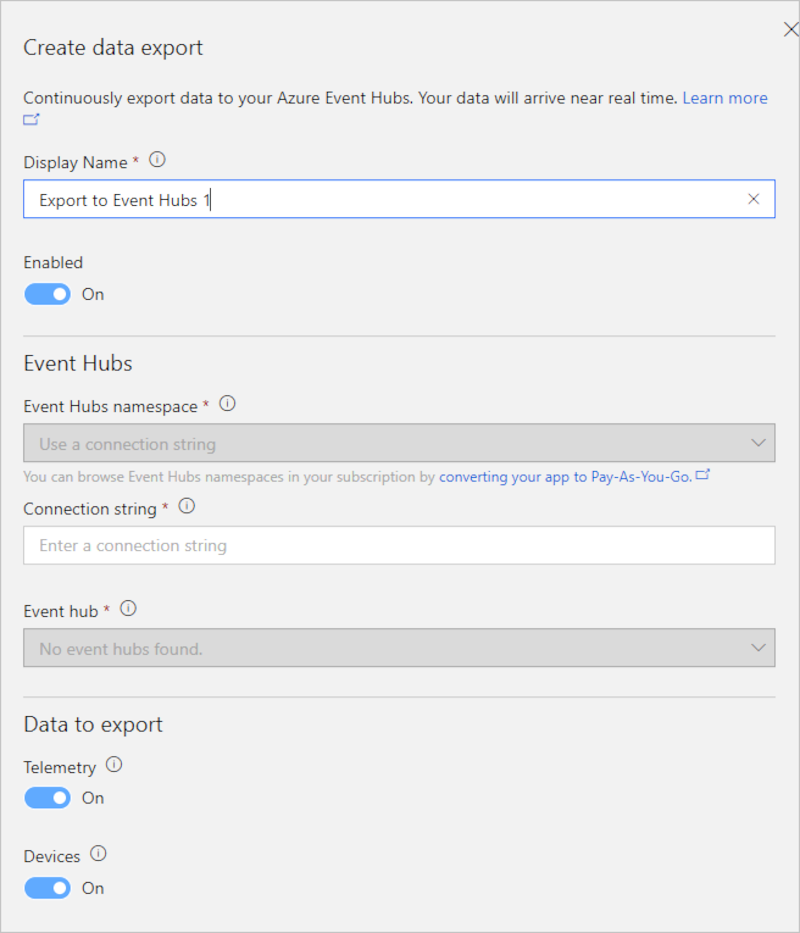 Create data export
Continuously export data to your Azure Event Hubs. Your data will arrive near real time. Learn more
Display Name *
Export to Event Hubs 1
Enabled
On
Event Hubs
Event Hubs namespace *
Use a connection string
You can browse Event Hubs namespaces in your subscription by converting your app to Pay-As-You-Go.
Connection string *
Enter a connection string
Event hub *
No event hubs found.
Data to export
Telemetry
On
Devices
On